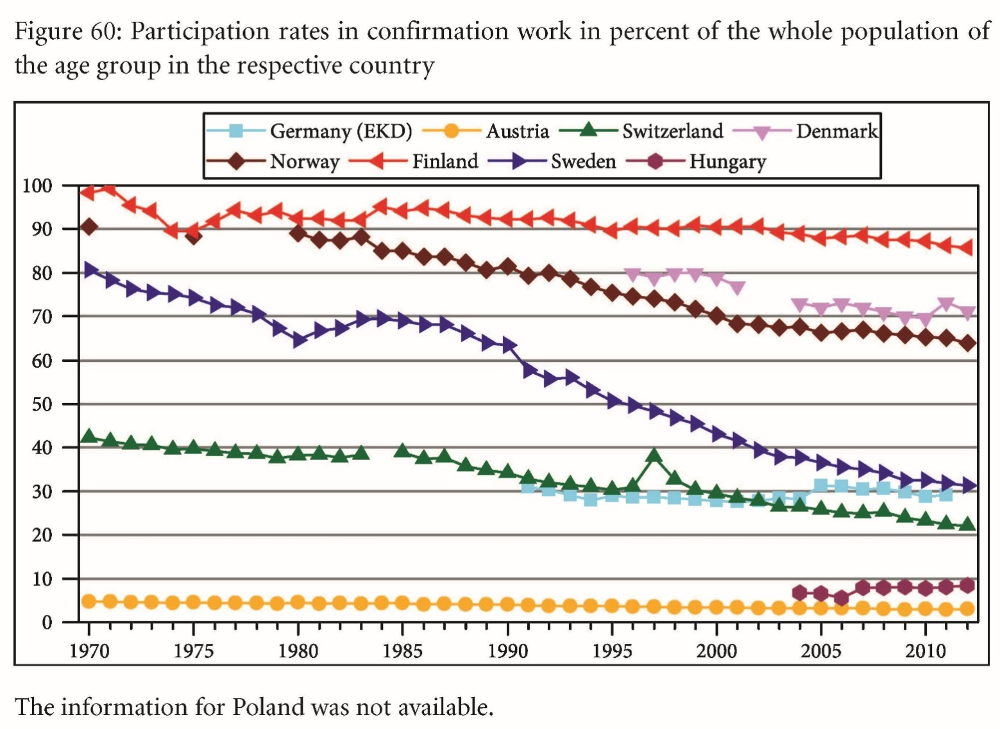 Figure 60: Participation rates in confirmation work in percent of the whole population of
the age group in the respective country
Germany (EKD) Austria Switzerland Denmark
Norway Finland Sweden Hungary
100
90
80
70
60
50
40
30
20
10
0
1970 1975 1980 1985 1990 1995 2000 2005 2010
The information for Poland was not available.